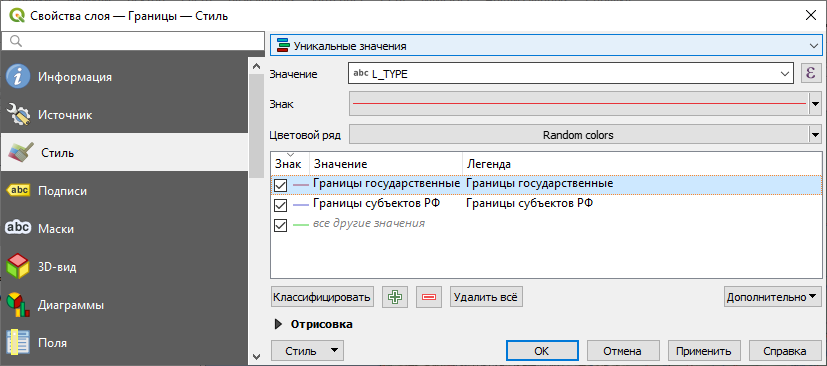 Свойства слоя — Границы — Стиль
Уникальные значения
Информация
Источник
Стиль
Подписи
Маски
3D-вид
Диаграммы
Поля
Значение
abc L_TYPE
ε
Знак
Цветовой ряд
Random colors
Знак Значение Легенда
Границы государственные Границы государственные
Границы субъектов РФ Границы субъектов РФ
все другие значения
Классифицировать
Удалить всё
Дополнительно
Отрисовка
Стиль
OK
Отмена
Применить
Справка